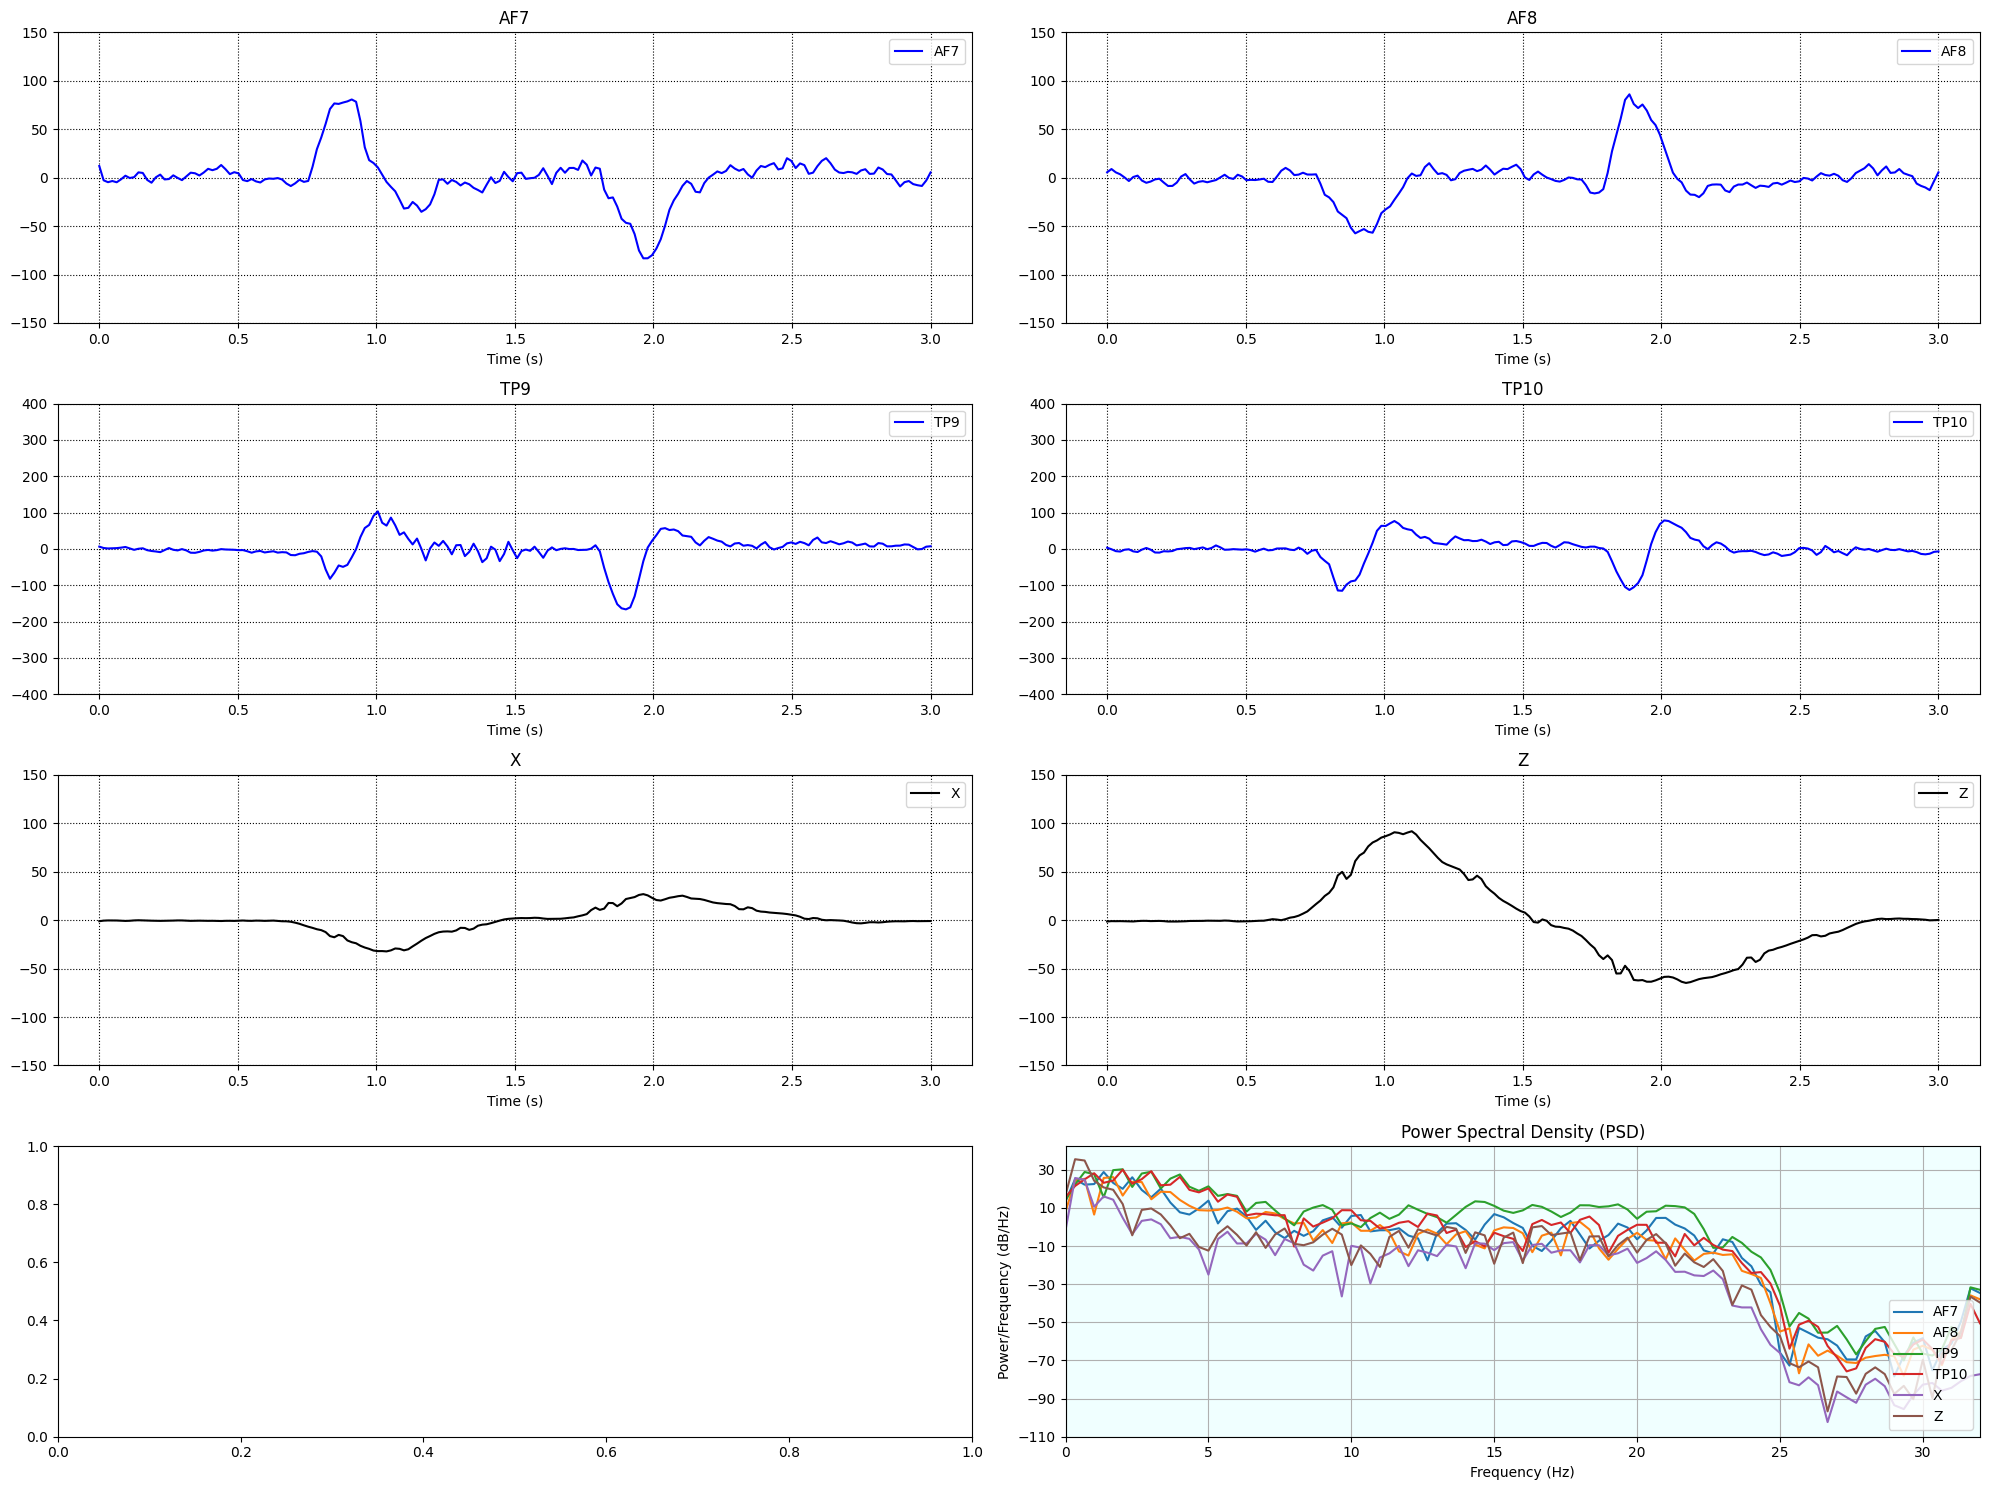 AF7
150
100
50
0
−50
−100
−150
AF7
0.0 0.5 1.0 1.5 2.0 2.5 3.0
Time (s)
AF8
150
100
50
0
−50
−100
−150
AF8
0.0 0.5 1.0 1.5 2.0 2.5 3.0
Time (s)
TP9
400
300
200
100
0
−100
−200
−300
−400
TP9
0.0 0.5 1.0 1.5 2.0 2.5 3.0
Time (s)
TP10
400
300
200
100
0
−100
−200
−300
−400
TP10
0.0 0.5 1.0 1.5 2.0 2.5 3.0
Time (s)
X
150
100
50
0
−50
−100
−150
X
0.0 0.5 1.0 1.5 2.0 2.5 3.0
Time (s)
Z
150
100
50
0
−50
−100
−150
Z
0.0 0.5 1.0 1.5 2.0 2.5 3.0
Time (s)
1.0
0.8
0.6
0.4
0.2
0.0
0.0 0.2 0.4 0.6 0.8 1.0
Power Spectral Density (PSD)
Power/Frequency (dB/Hz)
30
10
−10
−30
−50
−70
−90
−110
AF7
AF8
TP9
TP10
X
Z
0 5 10 15 20 25 30
Frequency (Hz)